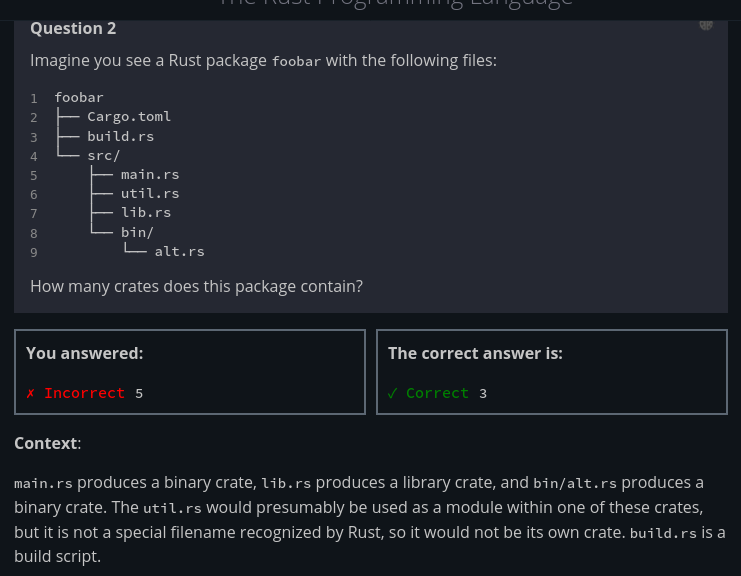 The Rust Programming Language
Question 2
Imagine you see a Rust package foobar with the following files:
1 foobar
2 ├── Cargo.toml
3 ├── build.rs
4 └── src/
5     ├── main.rs
6     ├── util.rs
7     ├── lib.rs
8     └── bin/
9         └── alt.rs
How many crates does this package contain?
You answered:
✗ Incorrect 5
The correct answer is:
✓ Correct 3
Context:
main.rs produces a binary crate, lib.rs produces a library crate, and bin/alt.rs produces a
binary crate. The util.rs would presumably be used as a module within one of these crates,
but it is not a special filename recognized by Rust, so it would not be its own crate. build.rs is a
build script.